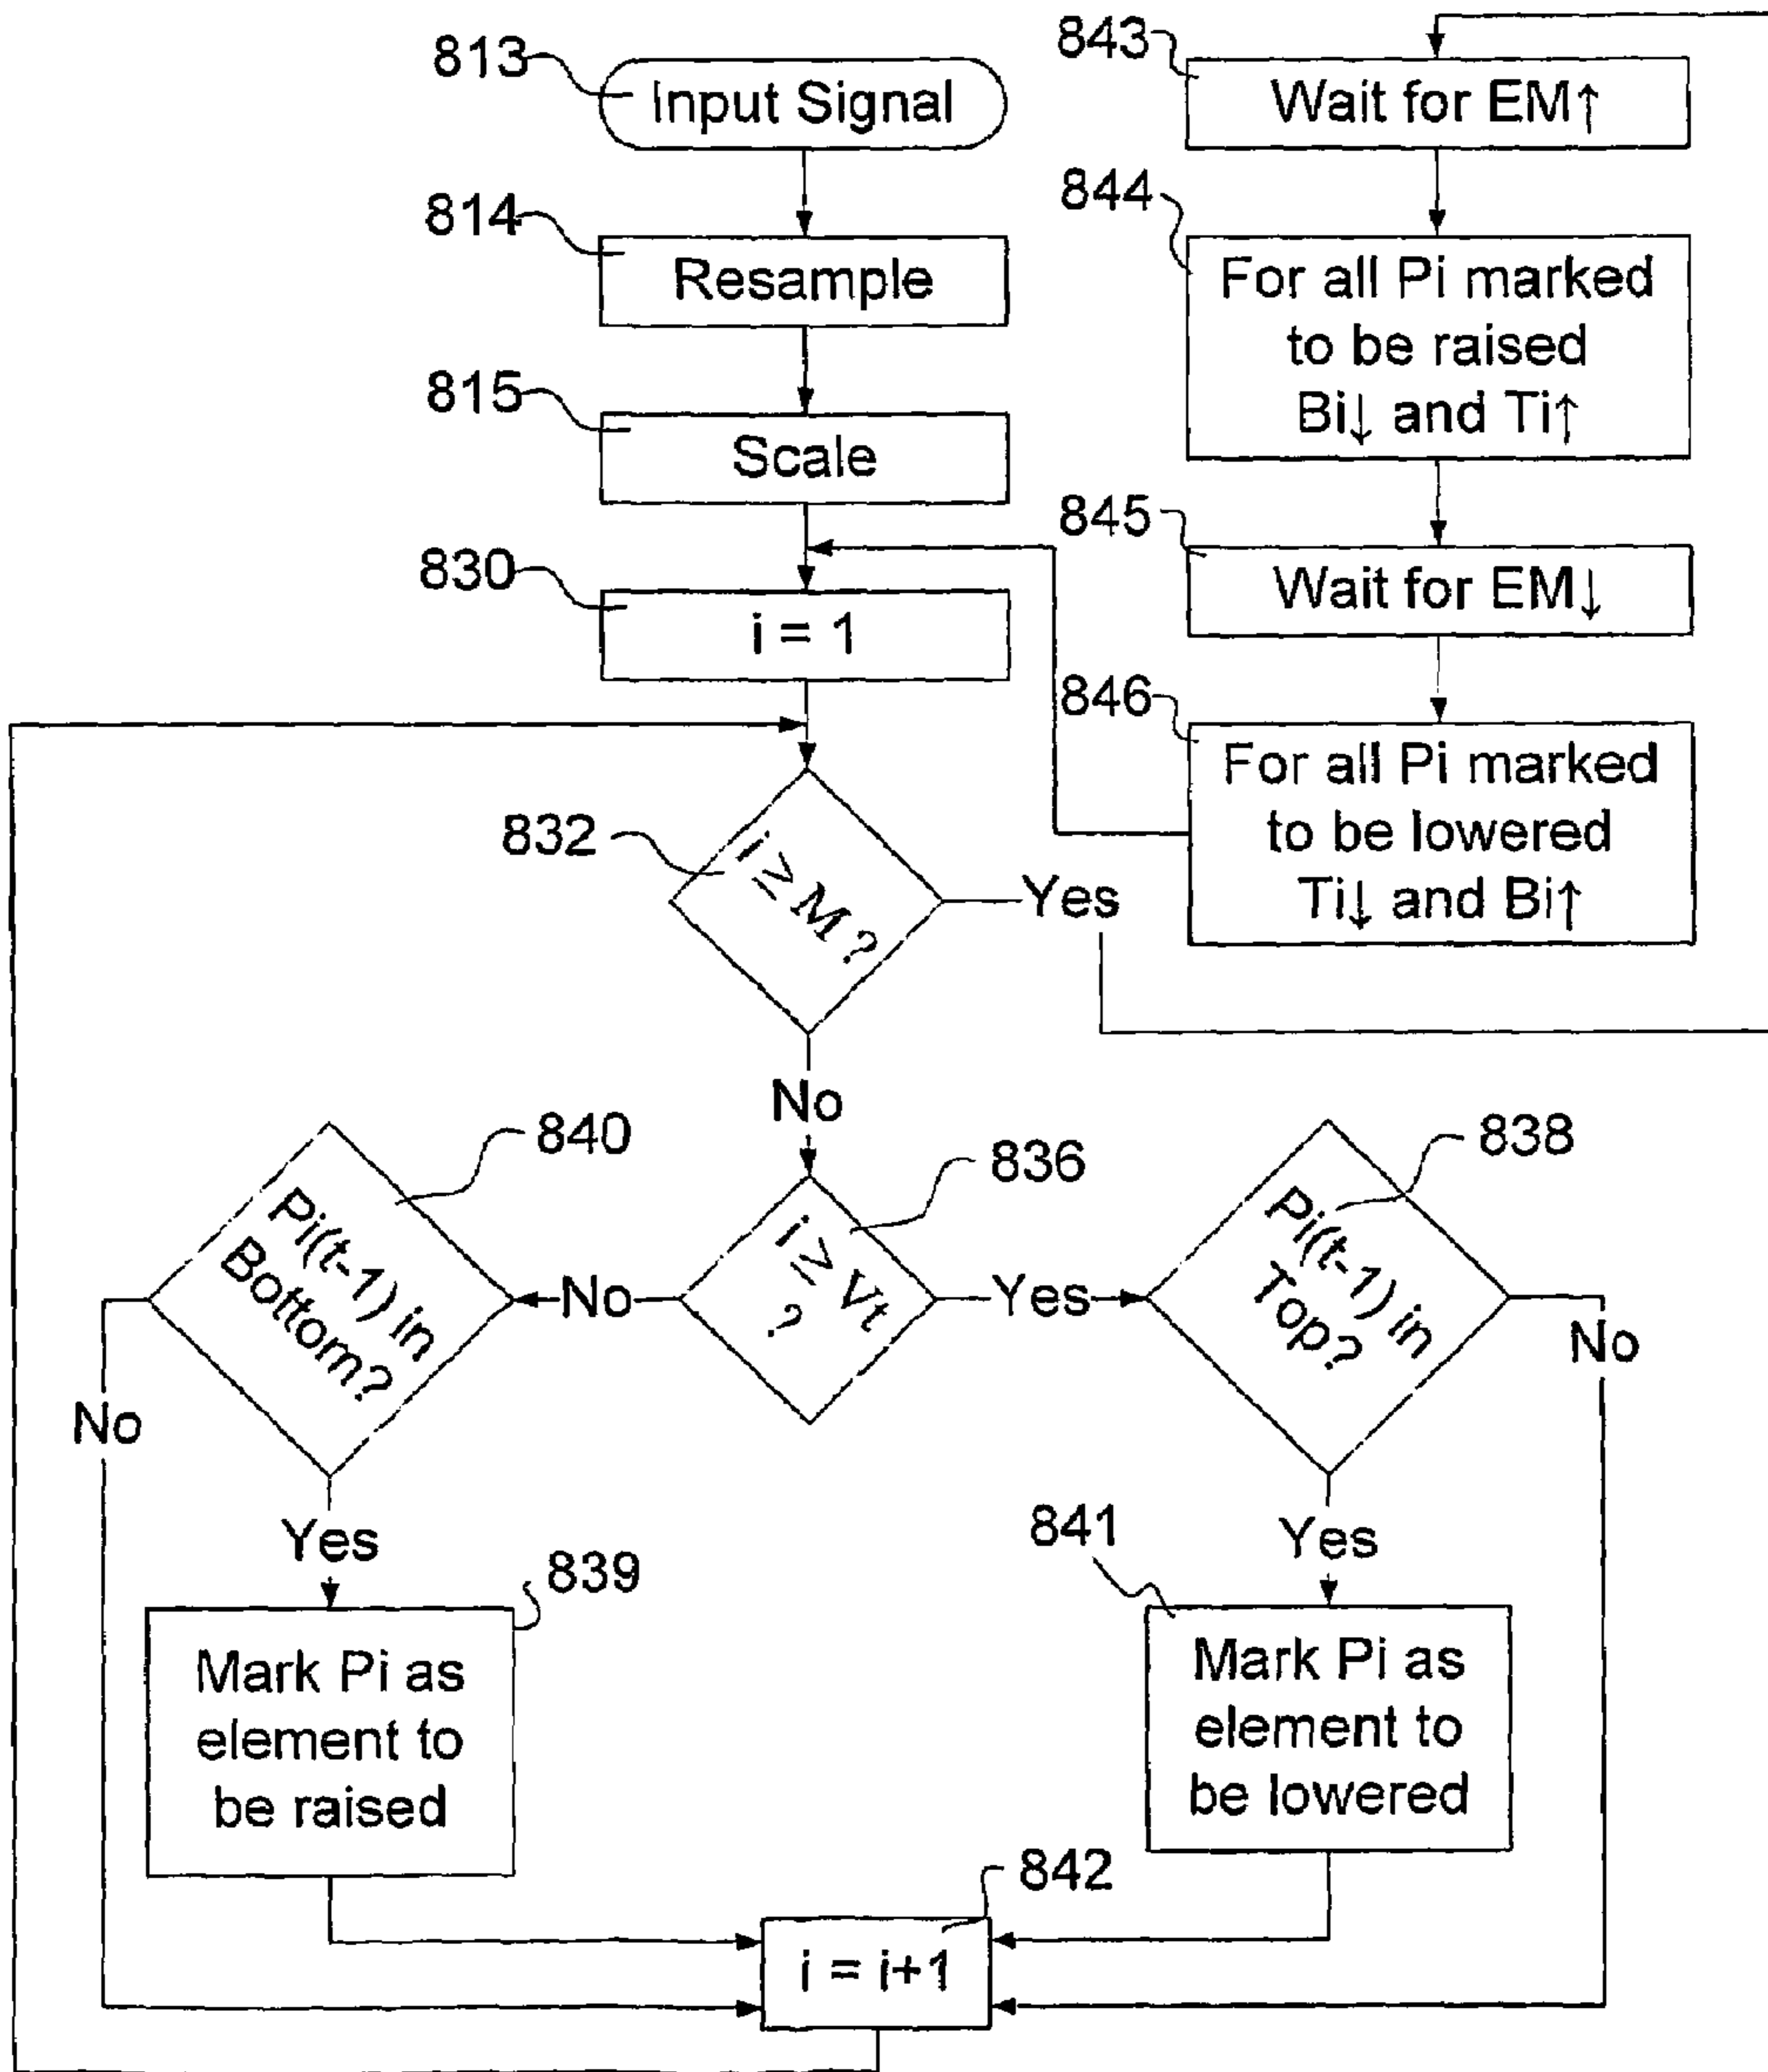 813
Input Signal
814
Resample
815
Scale
830
i = 1
832
i ≥ M ?
Yes
No
836
i ≥ Vt
?
No
Yes
840
Pi(t-1) in
Bottom?
No
Yes
839
Mark Pi as
element to
be raised
838
Pi(t-1) in
Top?
No
Yes
841
Mark Pi as
element to
be lowered
842
i = i+1
843
Wait for EM↑
844
For all Pi marked
to be raised
Bi↓ and Ti↑
845
Wait for EM↓
846
For all Pi marked
to be lowered
Ti↓ and Bi↑